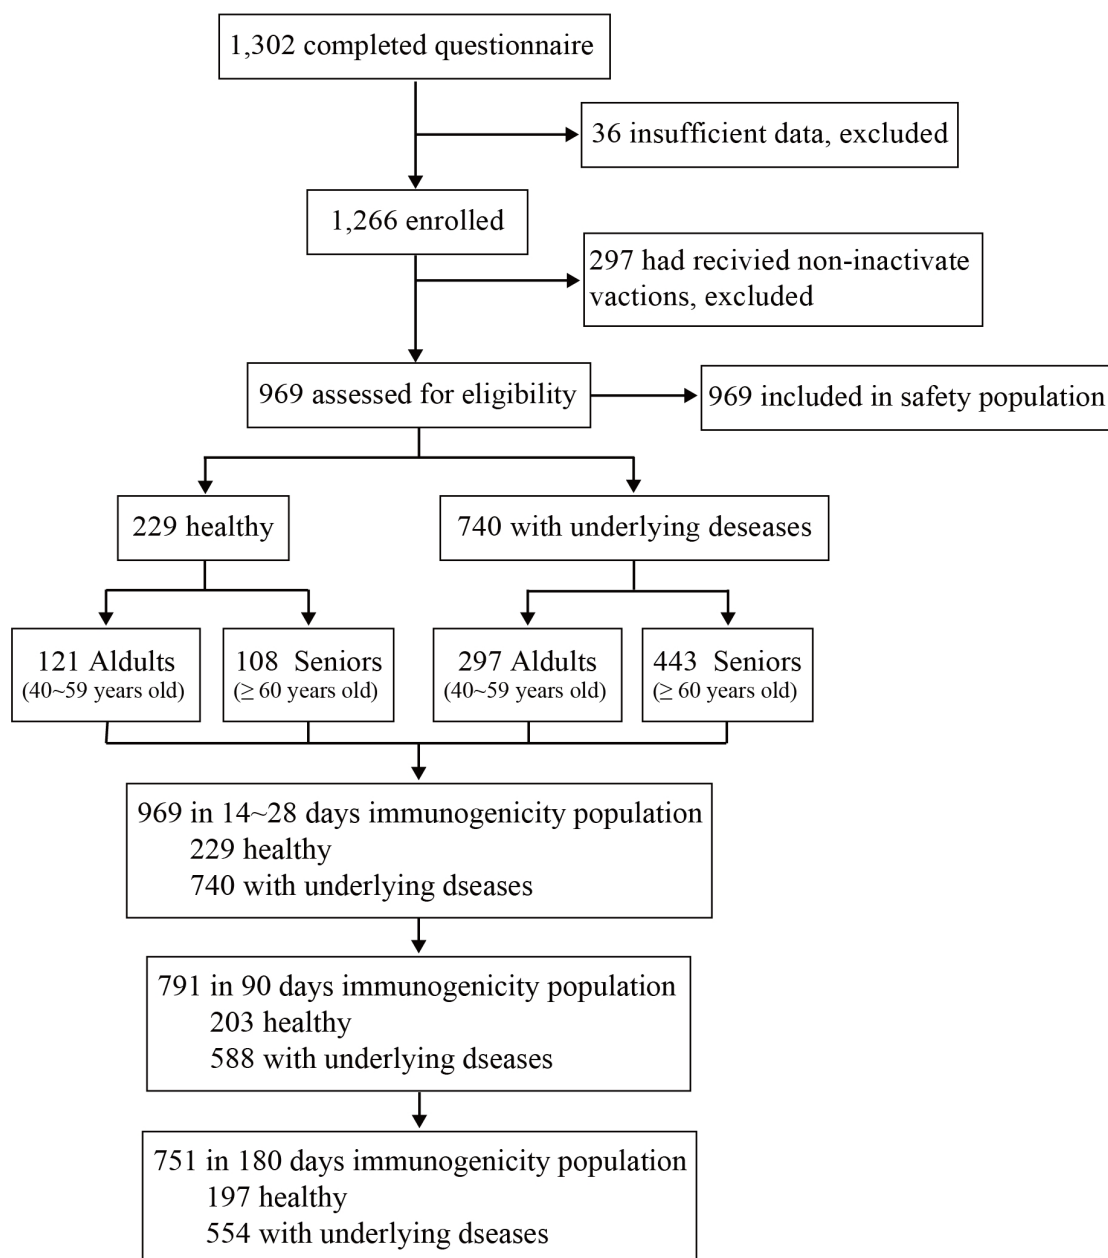 1,302 completed questionnaire
36 insufficient data, excluded
1,266 enrolled
297 had recivied non-inactivate
vactions, excluded
969 assessed for eligibility
969 included in safety population
229 healthy
740 with underlying deseases
121 Aldults
(40~59 years old)
108 Seniors
(≥ 60 years old)
297 Aldults
(40~59 years old)
443 Seniors
(≥ 60 years old)
969 in 14~28 days immunogenicity population
229 healthy
740 with underlying dseases
791 in 90 days immunogenicity population
203 healthy
588 with underlying dseases
751 in 180 days immunogenicity population
197 healthy
554 with underlying dseases